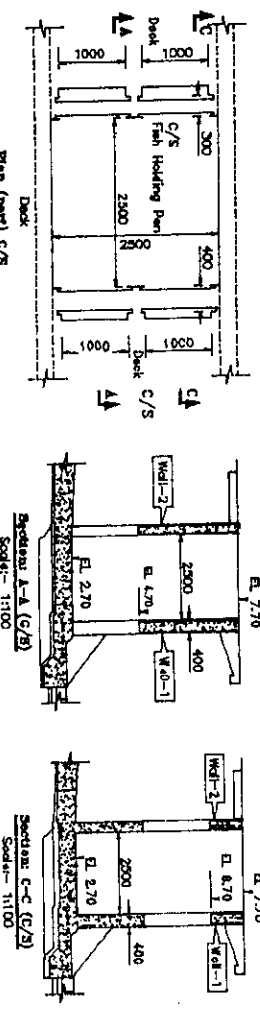 A A C
Deck
1000 1000
C/S
Fish Holding Pen
300
2500
2500
400
1000 1000
Deck
A C/S C
Deck
Plan (part) C/S
EL 7.70
Wall-2
2500
EL 4.70
EL 2.70
400
Wall-1
Section: A-A (C/S)
Scale:- 1:100
Wall-2
EL 6.70
2500
EL 2.70
400
Wall-1
Section: C-C (C/S)
Scale:- 1:100